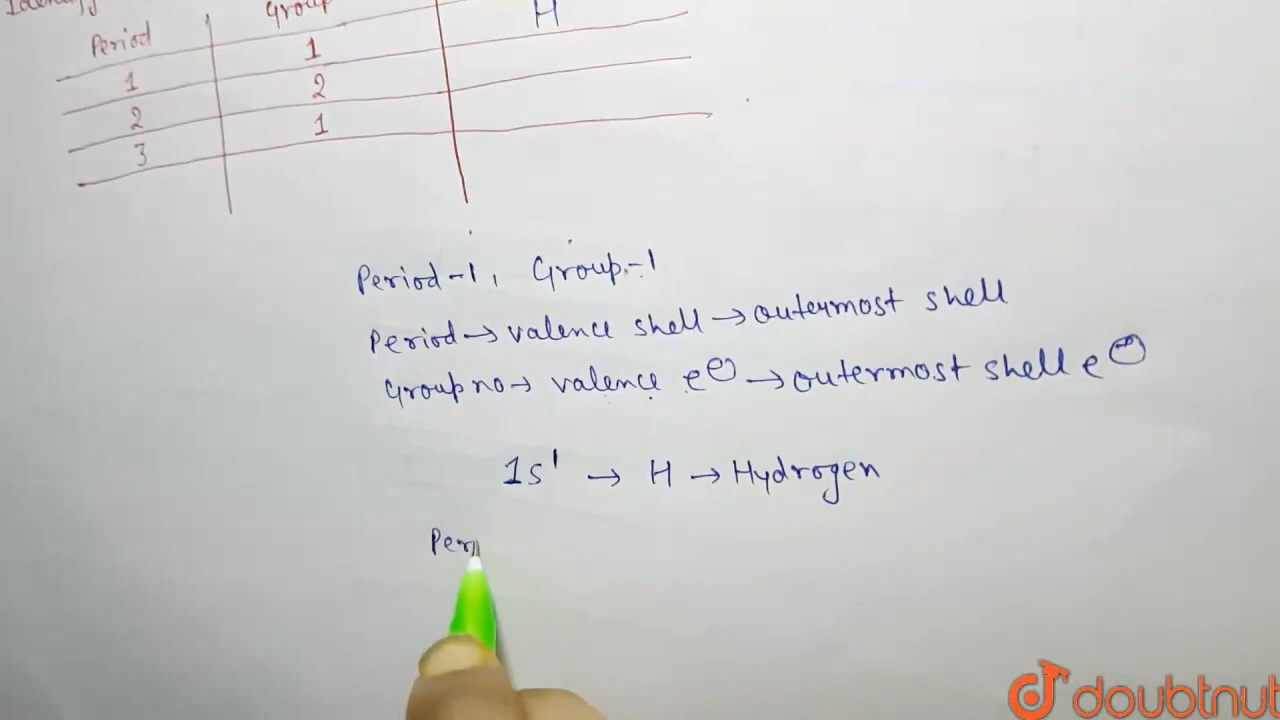 Period Group H
1 1
2 2
3 1
Period-1, Group-1
Period→valence shell→outermost shell
Group no→ valence e⊖→outermost shell e⊖
1s¹ → H → Hydrogen
Per
doubtnut